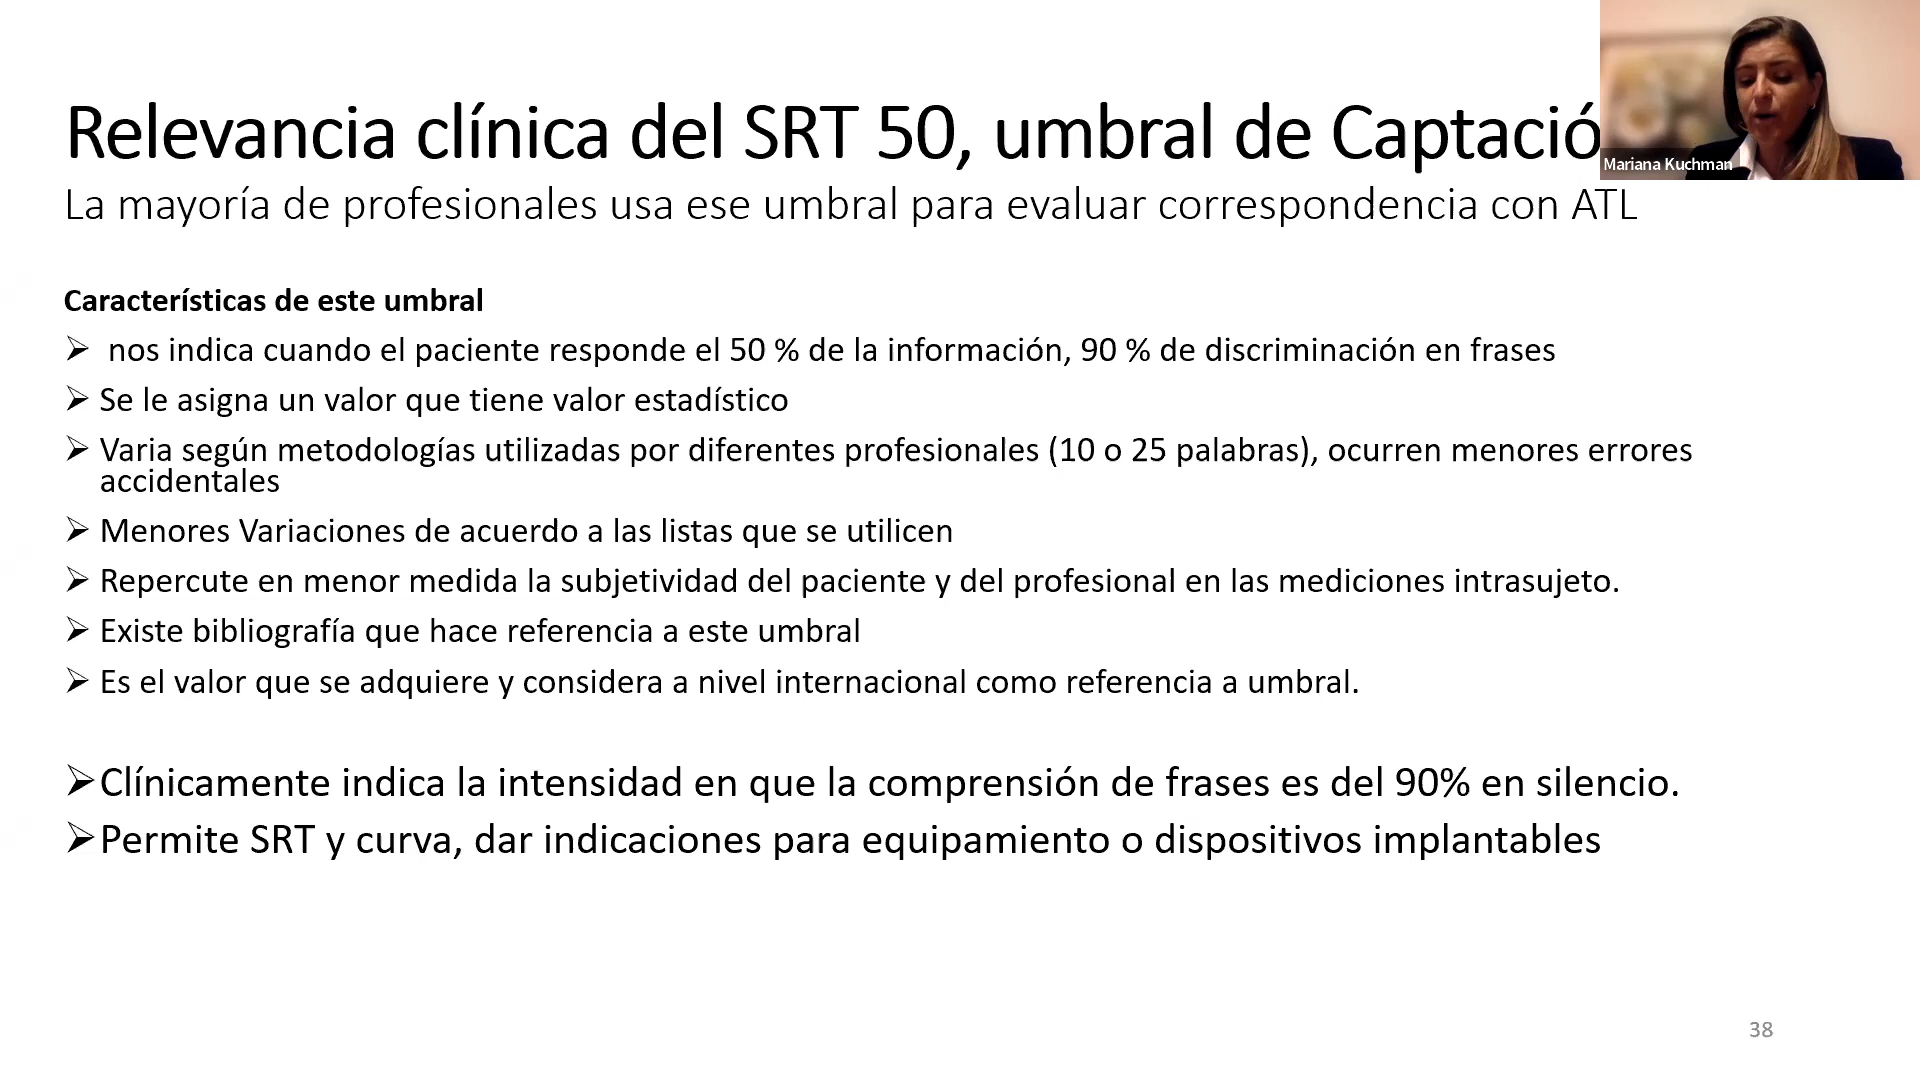 Relevancia clínica del SRT 50, umbral de Captació
Mariana Kuchman
La mayoría de profesionales usa ese umbral para evaluar correspondencia con ATL
Características de este umbral
➢ nos indica cuando el paciente responde el 50 % de la información, 90 % de discriminación en frases
➢ Se le asigna un valor que tiene valor estadístico
➢ Varia según metodologías utilizadas por diferentes profesionales (10 o 25 palabras), ocurren menores errores
accidentales
➢ Menores Variaciones de acuerdo a las listas que se utilicen
➢ Repercute en menor medida la subjetividad del paciente y del profesional en las mediciones intrasujeto.
➢ Existe bibliografía que hace referencia a este umbral
➢ Es el valor que se adquiere y considera a nivel internacional como referencia a umbral.
➢Clínicamente indica la intensidad en que la comprensión de frases es del 90% en silencio.
➢Permite SRT y curva, dar indicaciones para equipamiento o dispositivos implantables
38